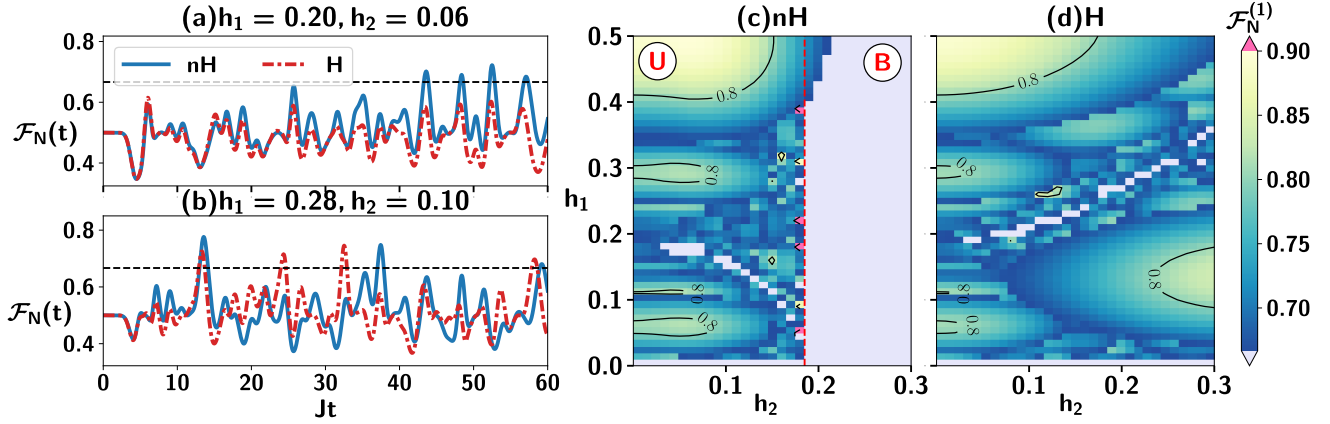 (a)h₁ = 0.20, h₂ = 0.06
0.8
0.6
0.4
F_N(t)
nH
H
(b)h₁ = 0.28, h₂ = 0.10
0.8
0.6
0.4
F_N(t)
0 10 20 30 40 50 60
Jt
(c)nH
U
B
0.5
0.4
0.3
0.2
0.1
0.0
h₁
0.8
0.8
0.8
0.8
0.1 0.2 0.3
h₂
(d)H
0.8
0.8
0.8
0.8
0.8
0.1 0.2 0.3
h₂
F_N^(1)
0.90
0.85
0.80
0.75
0.70